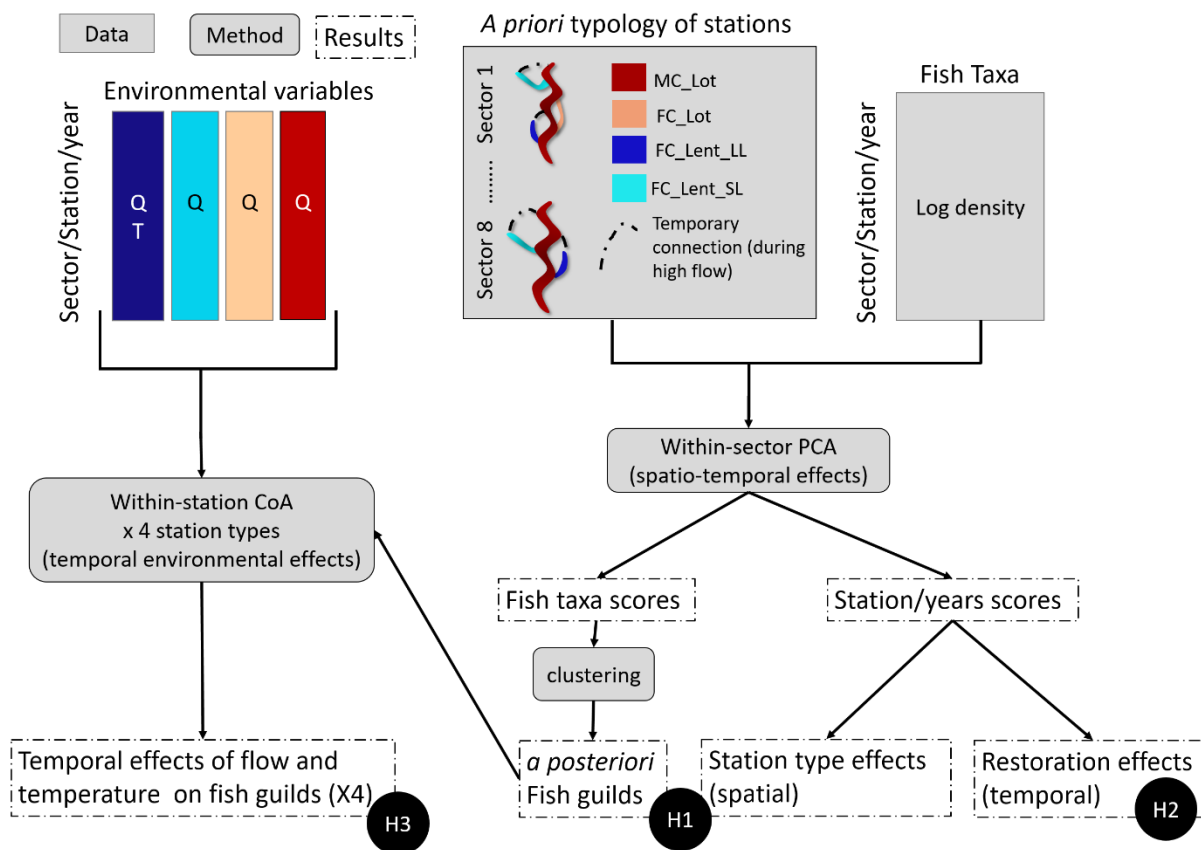 Data
Method
Results
A priori typology of stations
Environmental variables
Fish Taxa
Sector/Station/year
Q
T
Q
Q
Q
Sector 1
........
Sector 8
MC_Lot
FC_Lot
FC_Lent_LL
FC_Lent_SL
Temporary
connection (during
high flow)
Sector/Station/year
Log density
Within-sector PCA
(spatio-temporal effects)
Within-station CoA
x 4 station types
(temporal environmental effects)
Fish taxa scores
Station/years scores
clustering
Temporal effects of flow and
temperature on fish guilds (X4)
H3
a posteriori
Fish guilds
H1
Station type effects
(spatial)
Restoration effects
(temporal)
H2